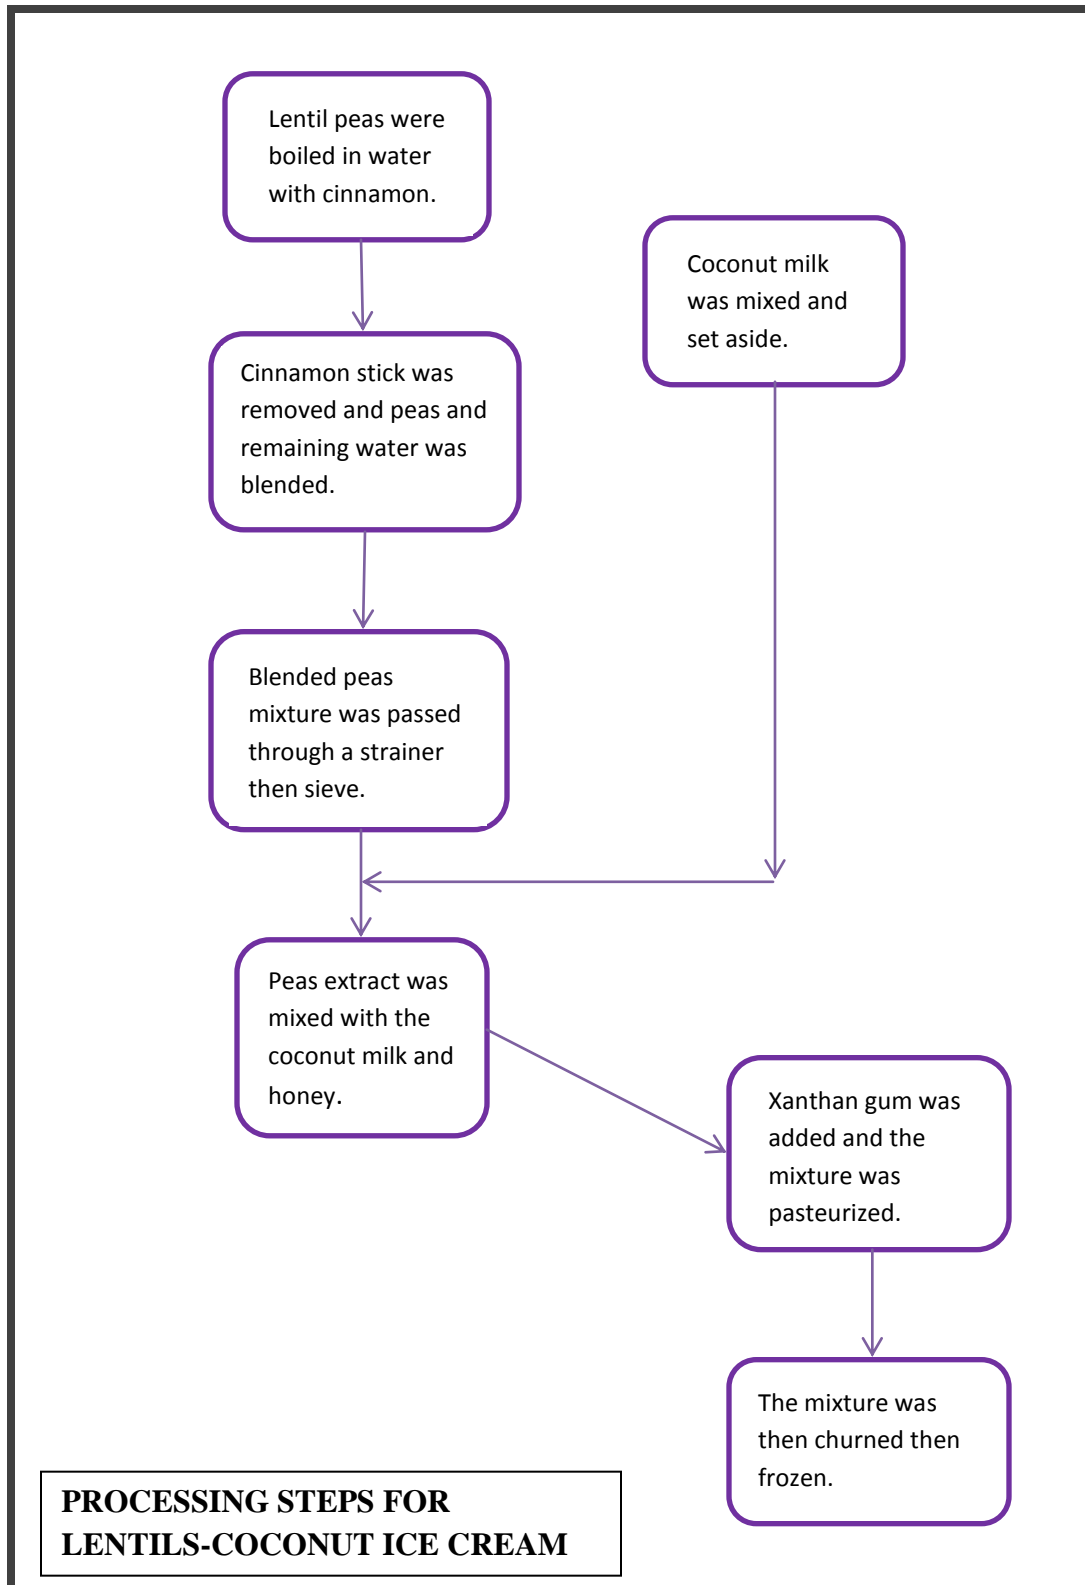 Lentil peas were
boiled in water
with cinnamon.
Coconut milk
was mixed and
set aside.
Cinnamon stick was
removed and peas and
remaining water was
blended.
Blended peas
mixture was passed
through a strainer
then sieve.
Peas extract was
mixed with the
coconut milk and
honey.
Xanthan gum was
added and the
mixture was
pasteurized.
The mixture was
then churned then
frozen.
PROCESSING STEPS FOR
LENTILS-COCONUT ICE CREAM